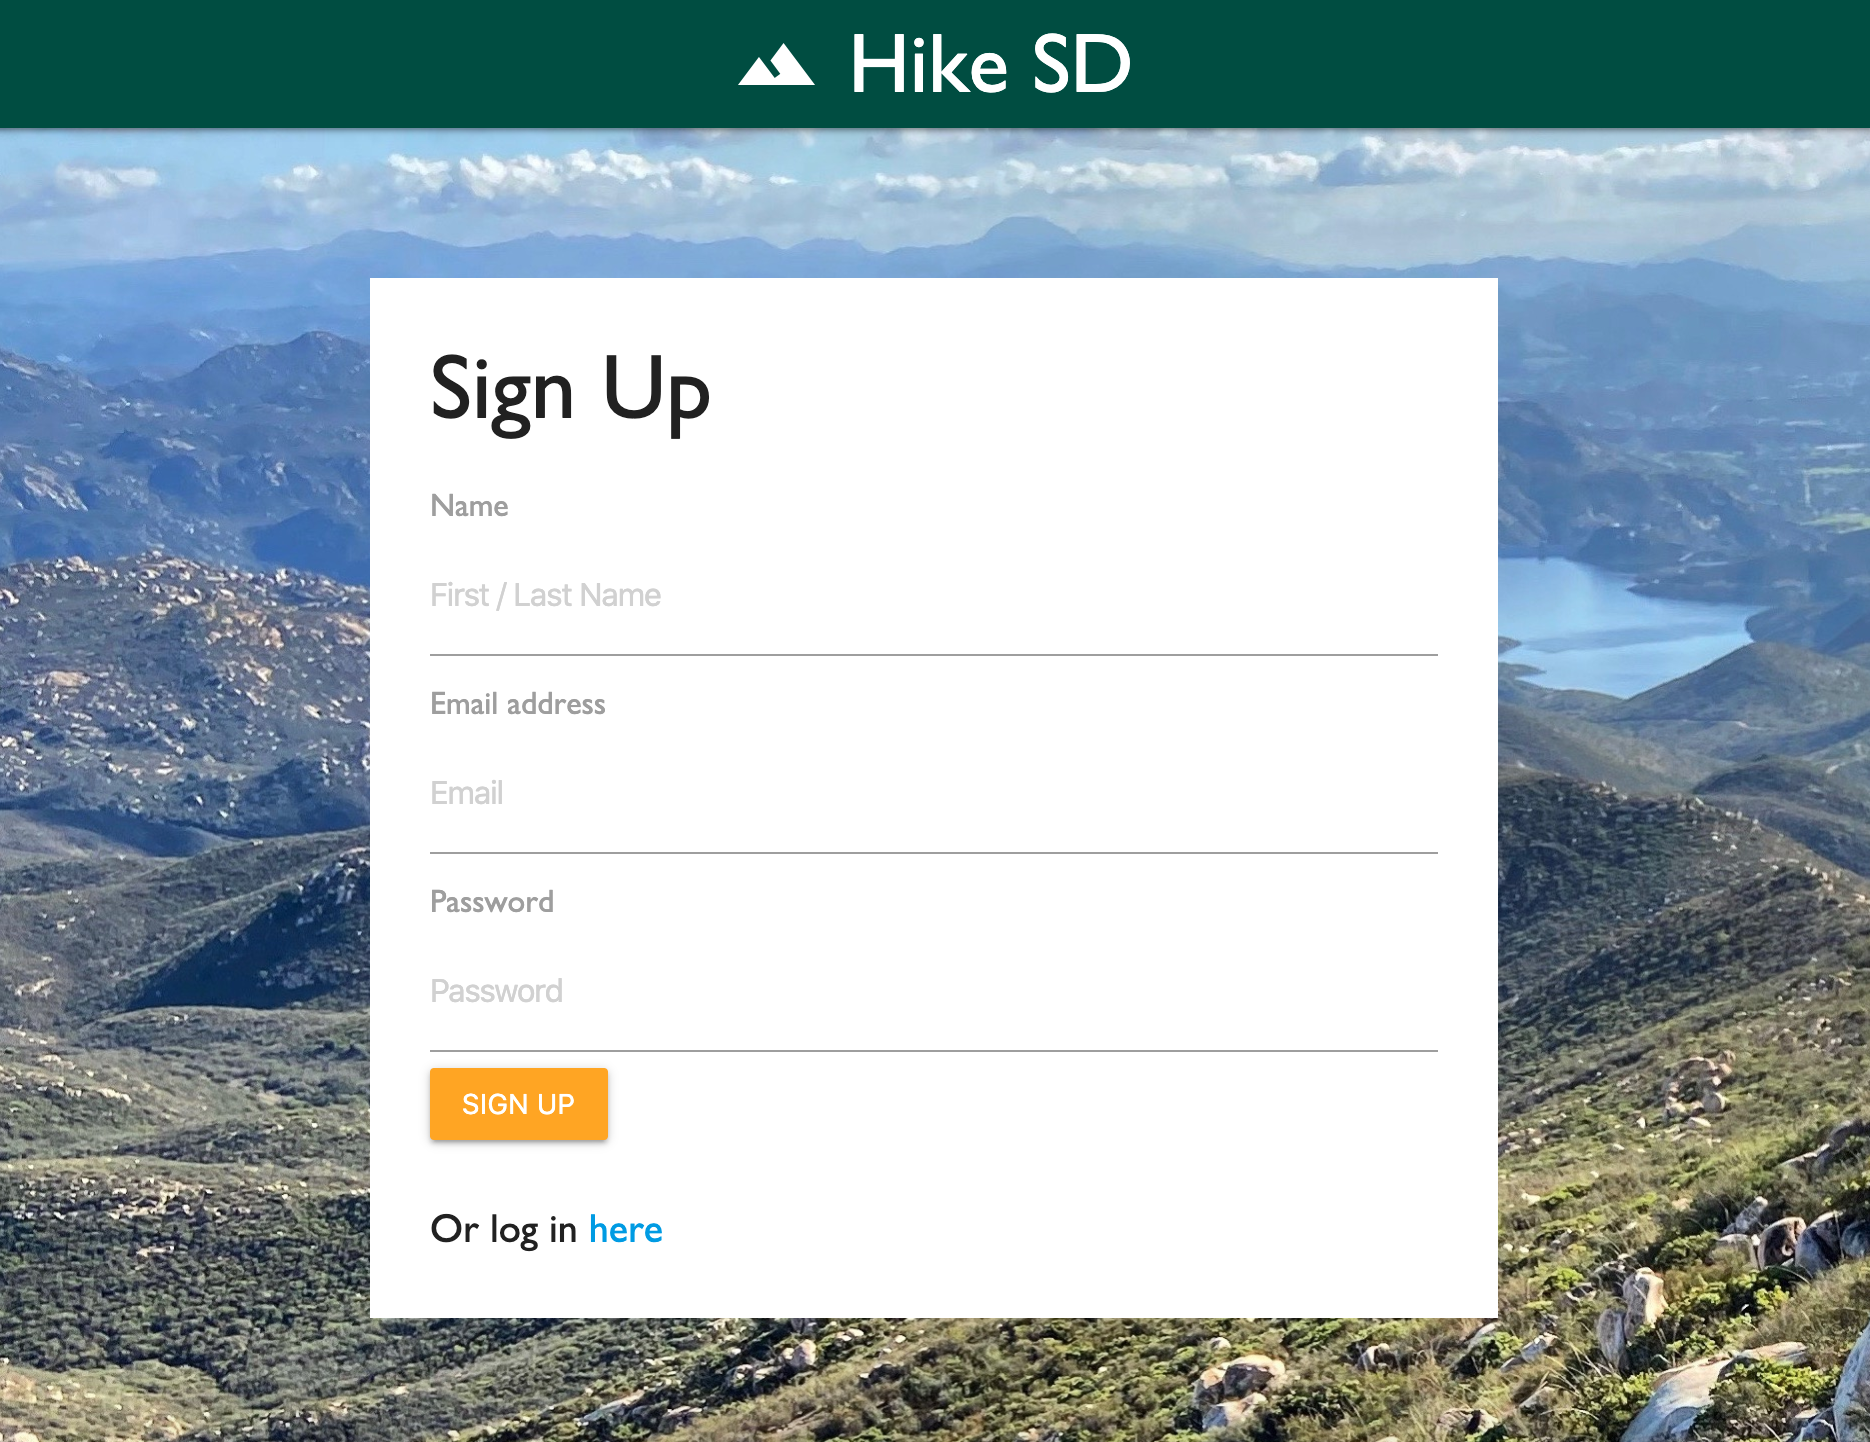 Hike SD
Sign Up
Name
First / Last Name
Email address
Email
Password
Password
SIGN UP
Or log in here